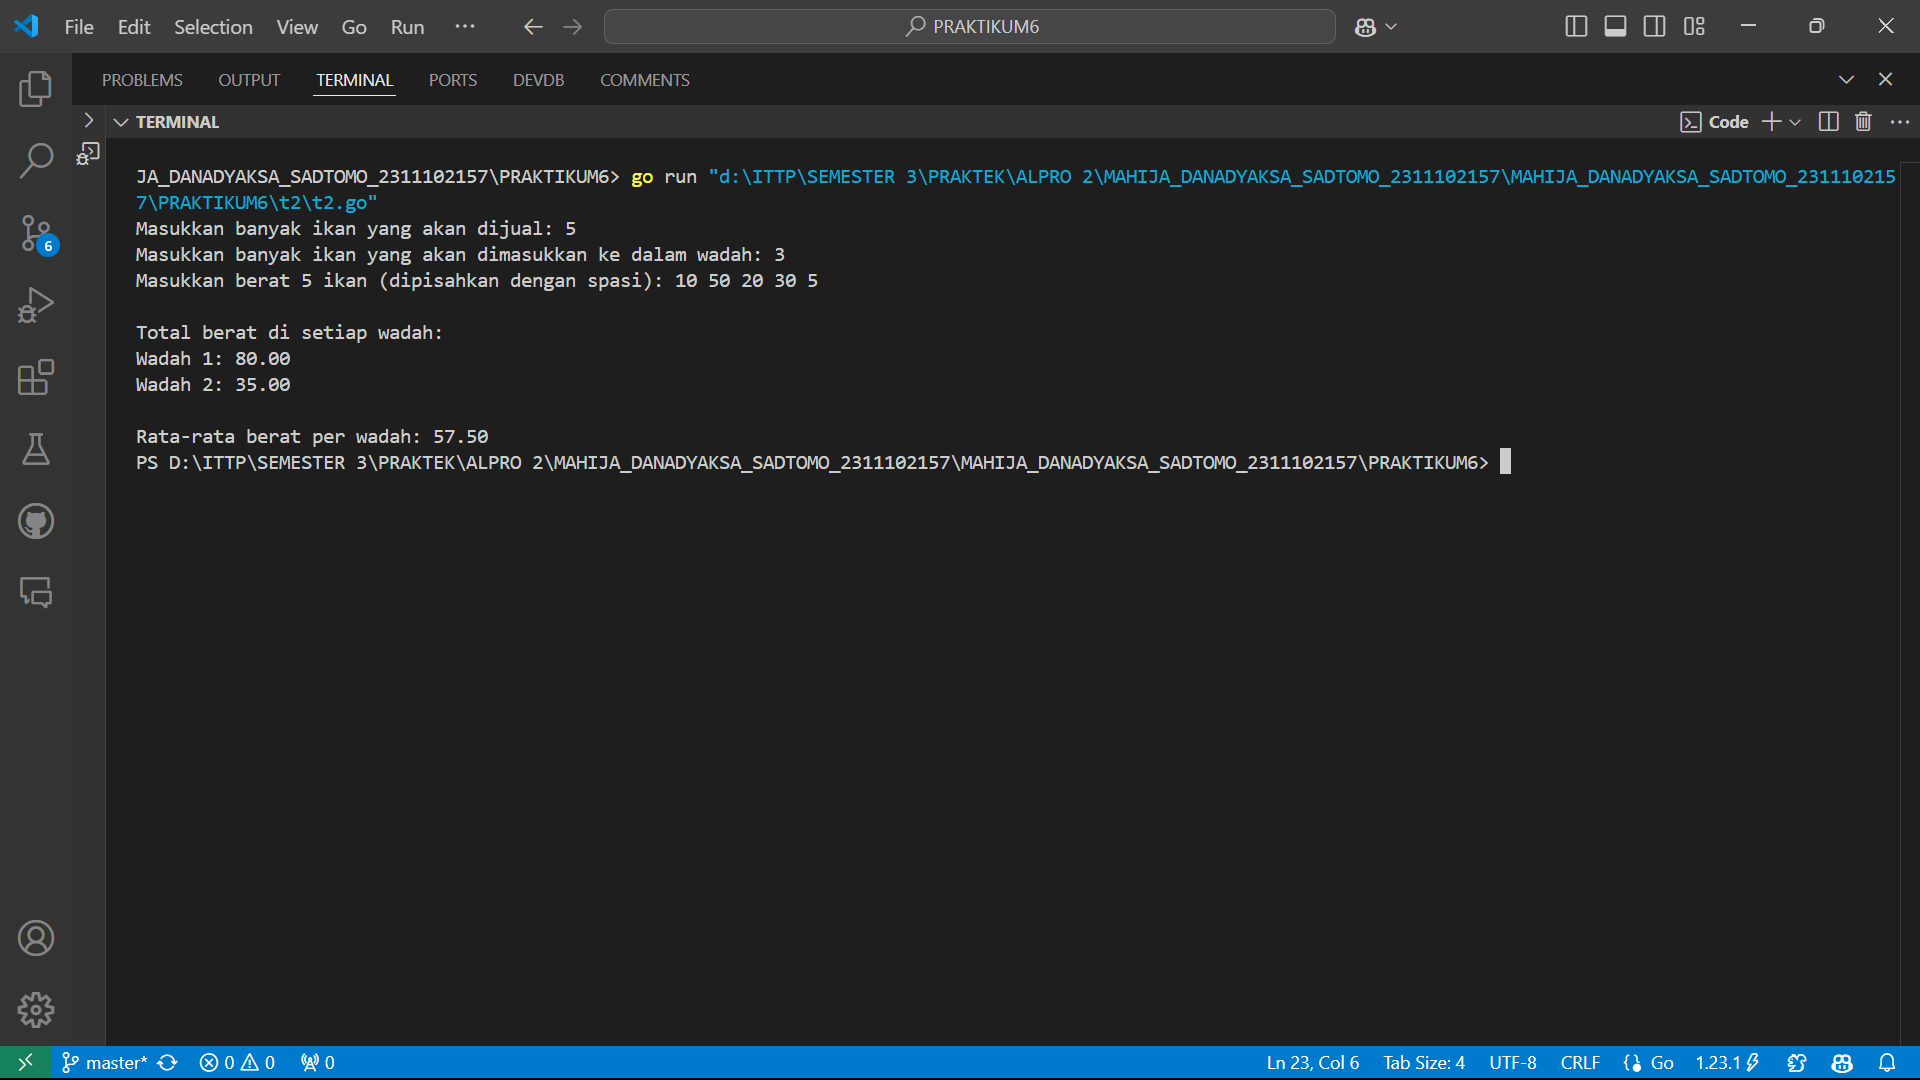 File Edit Selection View Go Run ··· PRAKTIKUM6
PROBLEMS OUTPUT TERMINAL PORTS DEVDB COMMENTS
TERMINAL Code
JA_DANADYAKSA_SADTOMO_2311102157\PRAKTIKUM6> go run "d:\ITTP\SEMESTER 3\PRAKTEK\ALPRO 2\MAHIJA_DANADYAKSA_SADTOMO_2311102157\MAHIJA_DANADYAKSA_SADTOMO_231110215
7\PRAKTIKUM6\t2\t2.go"
Masukkan banyak ikan yang akan dijual: 5
Masukkan banyak ikan yang akan dimasukkan ke dalam wadah: 3
Masukkan berat 5 ikan (dipisahkan dengan spasi): 10 50 20 30 5
Total berat di setiap wadah:
Wadah 1: 80.00
Wadah 2: 35.00
Rata-rata berat per wadah: 57.50
PS D:\ITTP\SEMESTER 3\PRAKTEK\ALPRO 2\MAHIJA_DANADYAKSA_SADTOMO_2311102157\MAHIJA_DANADYAKSA_SADTOMO_2311102157\PRAKTIKUM6>
6
master* 0 0 0 Ln 23, Col 6 Tab Size: 4 UTF-8 CRLF {} Go 1.23.1